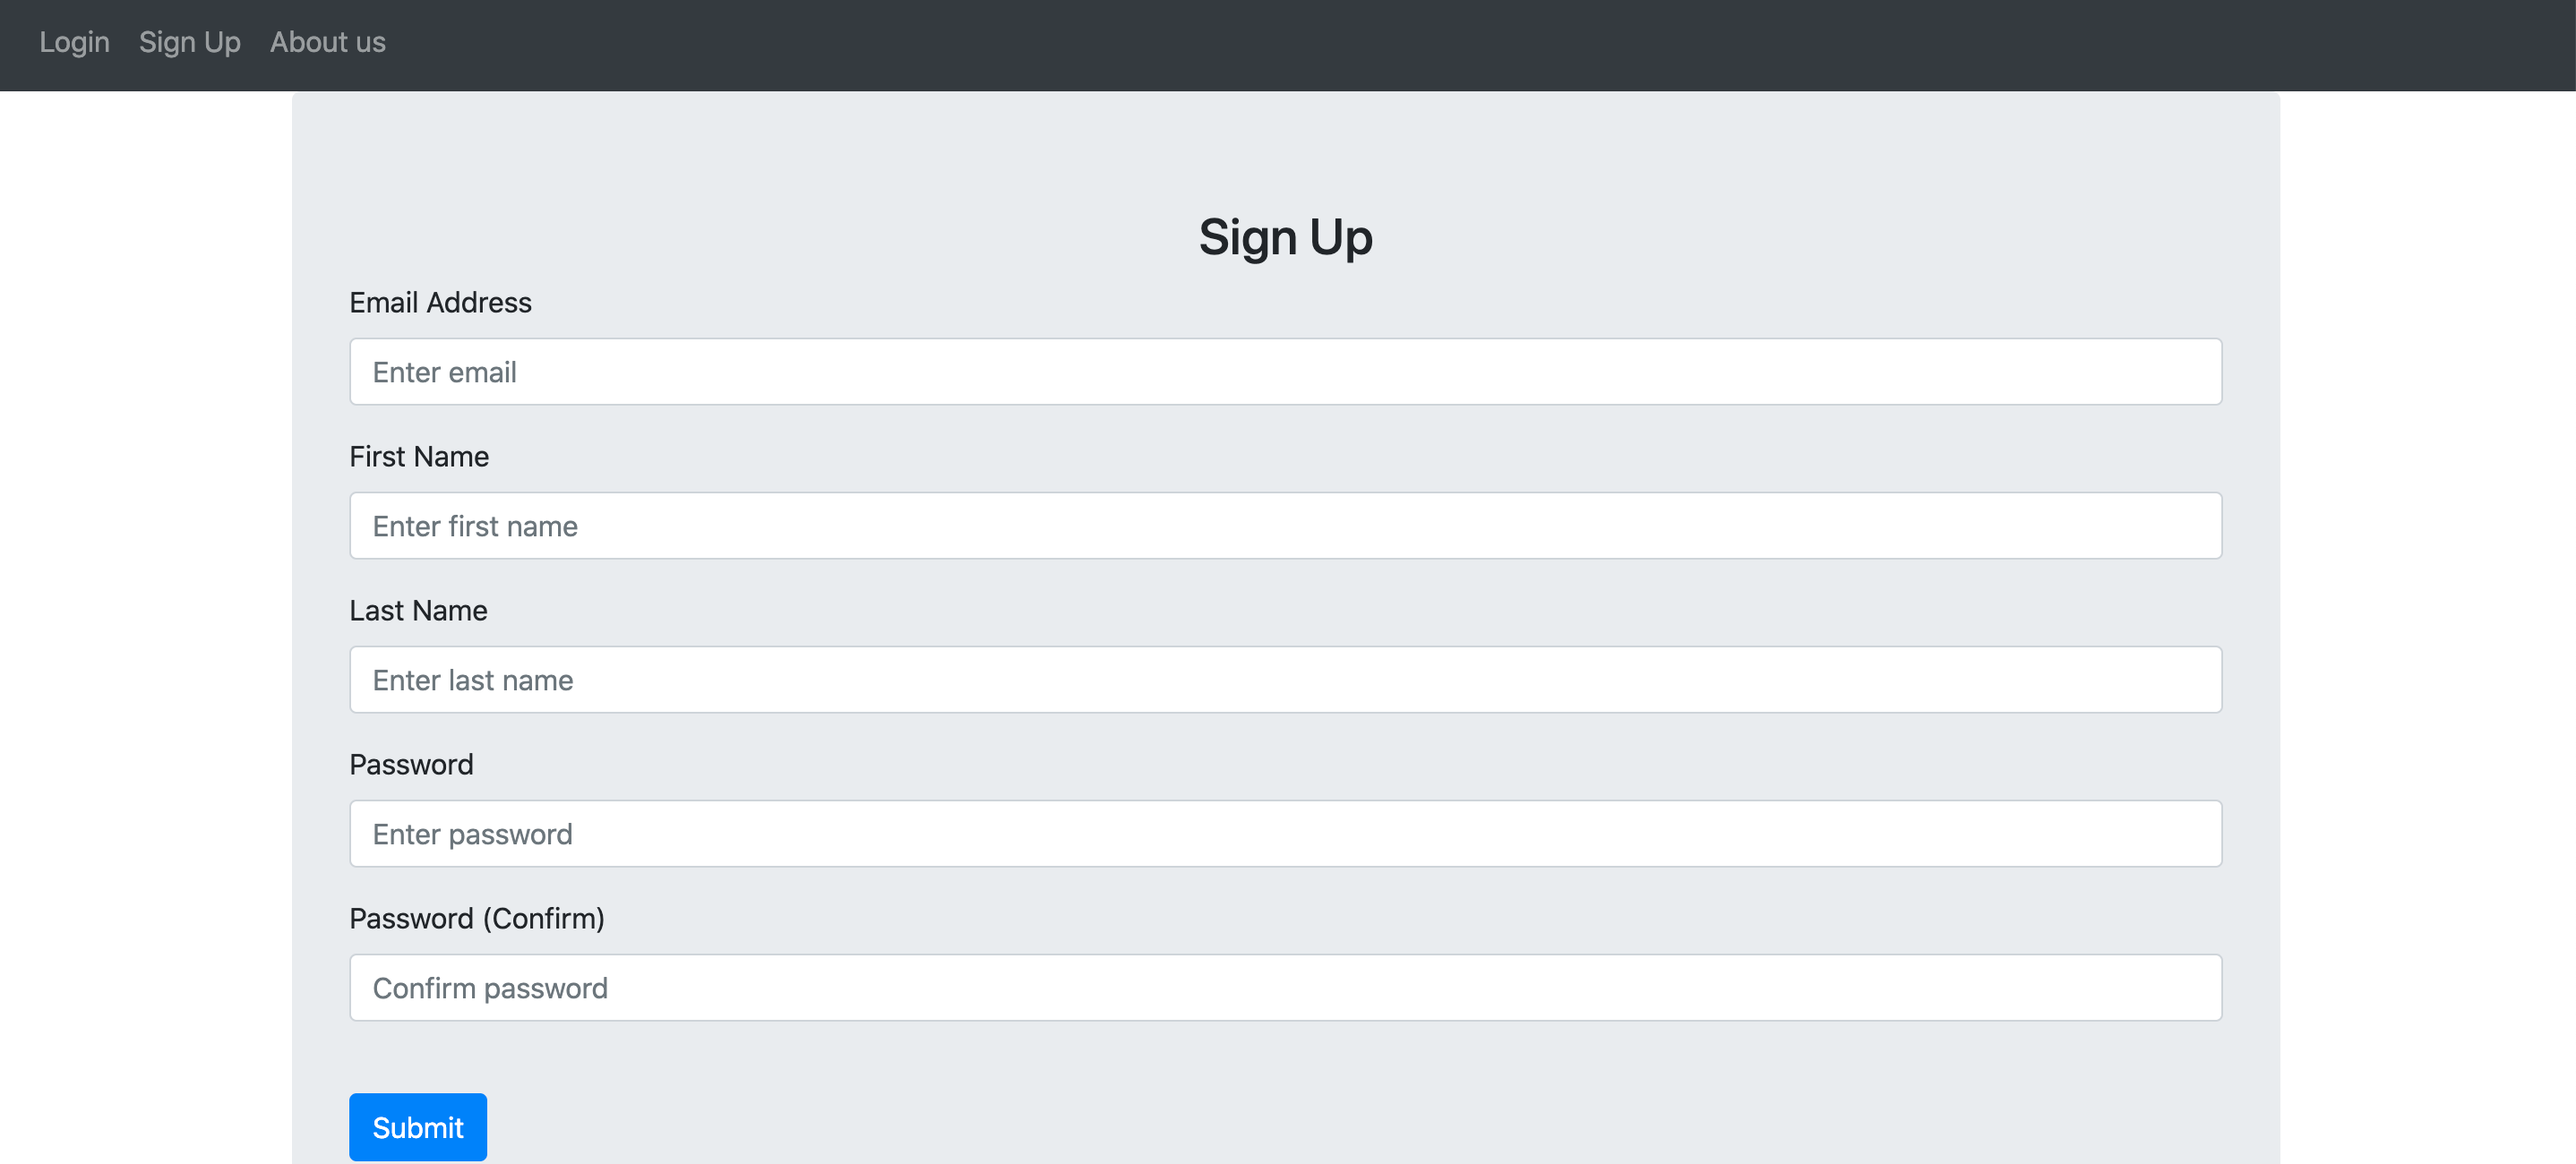 Login Sign Up About us
Sign Up
Email Address
Enter email
First Name
Enter first name
Last Name
Enter last name
Password
Enter password
Password (Confirm)
Confirm password
Submit